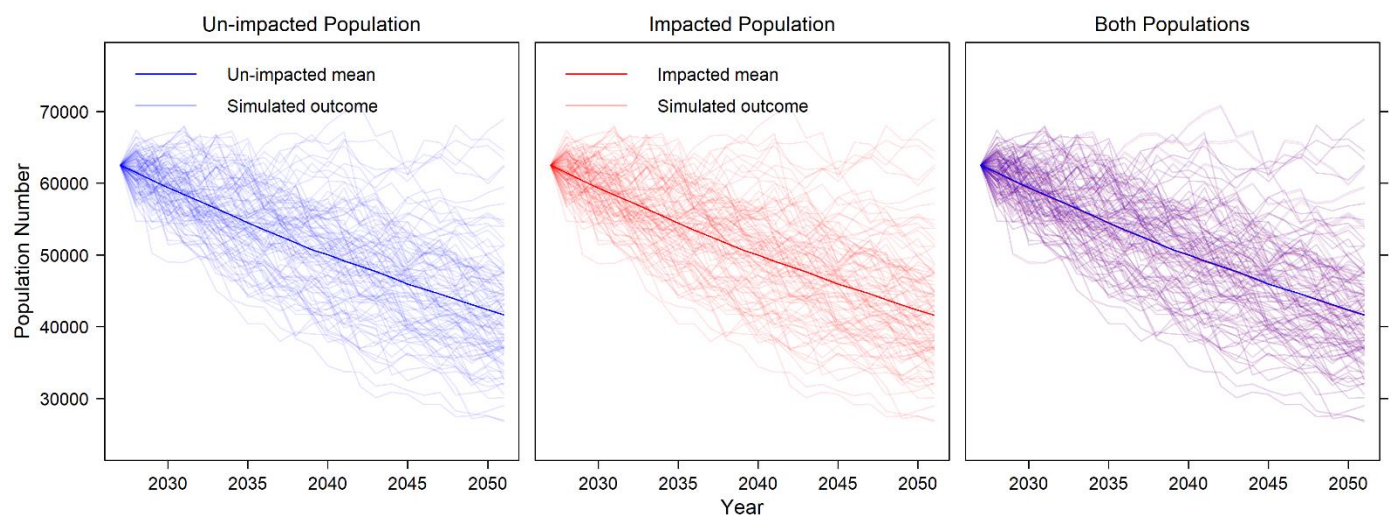 Un-impacted Population
Impacted Population
Both Populations
Un-impacted mean
Simulated outcome
Impacted mean
Simulated outcome
Population Number
70000
60000
50000
40000
30000
2030 2035 2040 2045 2050
2030 2035 2040 2045 2050
2030 2035 2040 2045 2050
Year